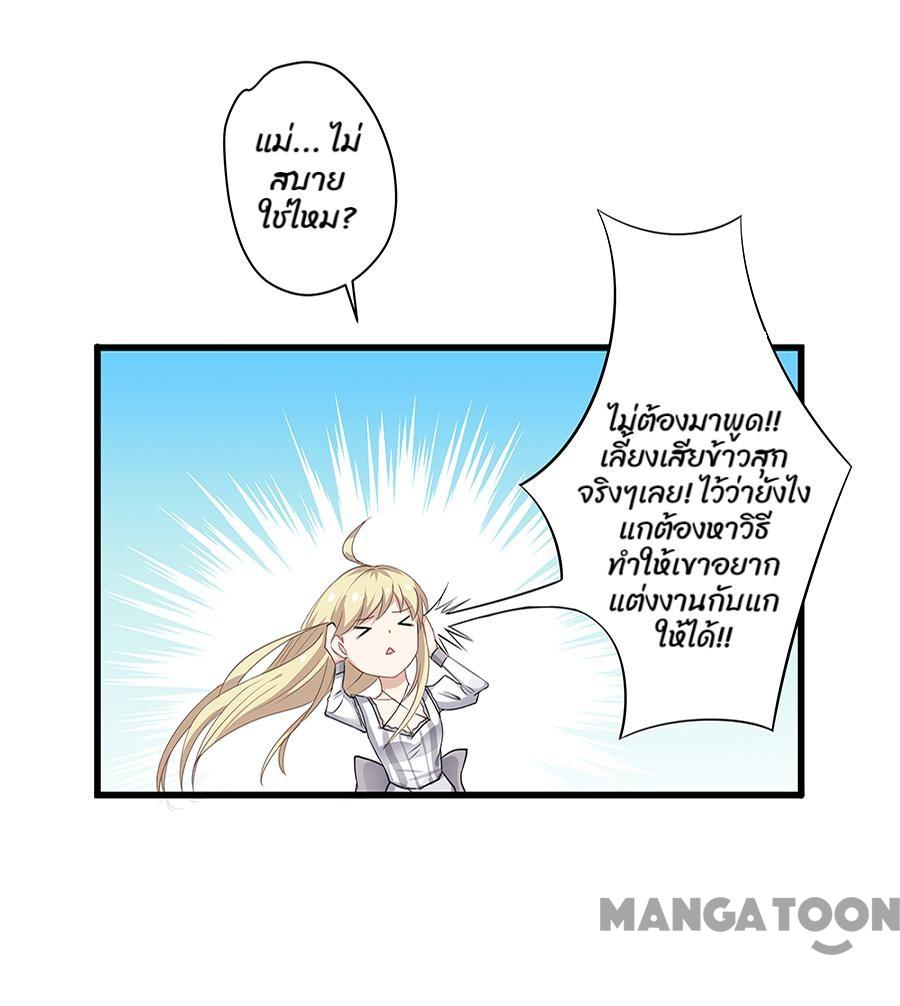 แม่... ไม่
สบาย
ใช่ไหม?
ไม่ต้องมาพูด!!
เลี้ยงเสียข้าวสุก
จริงๆเลย! ไว้ว่ายังไง
แกต้องหาวิธี
ทำให้เขาอยาก
แต่งงานกับแก
ให้ได้!!
MANGATOON